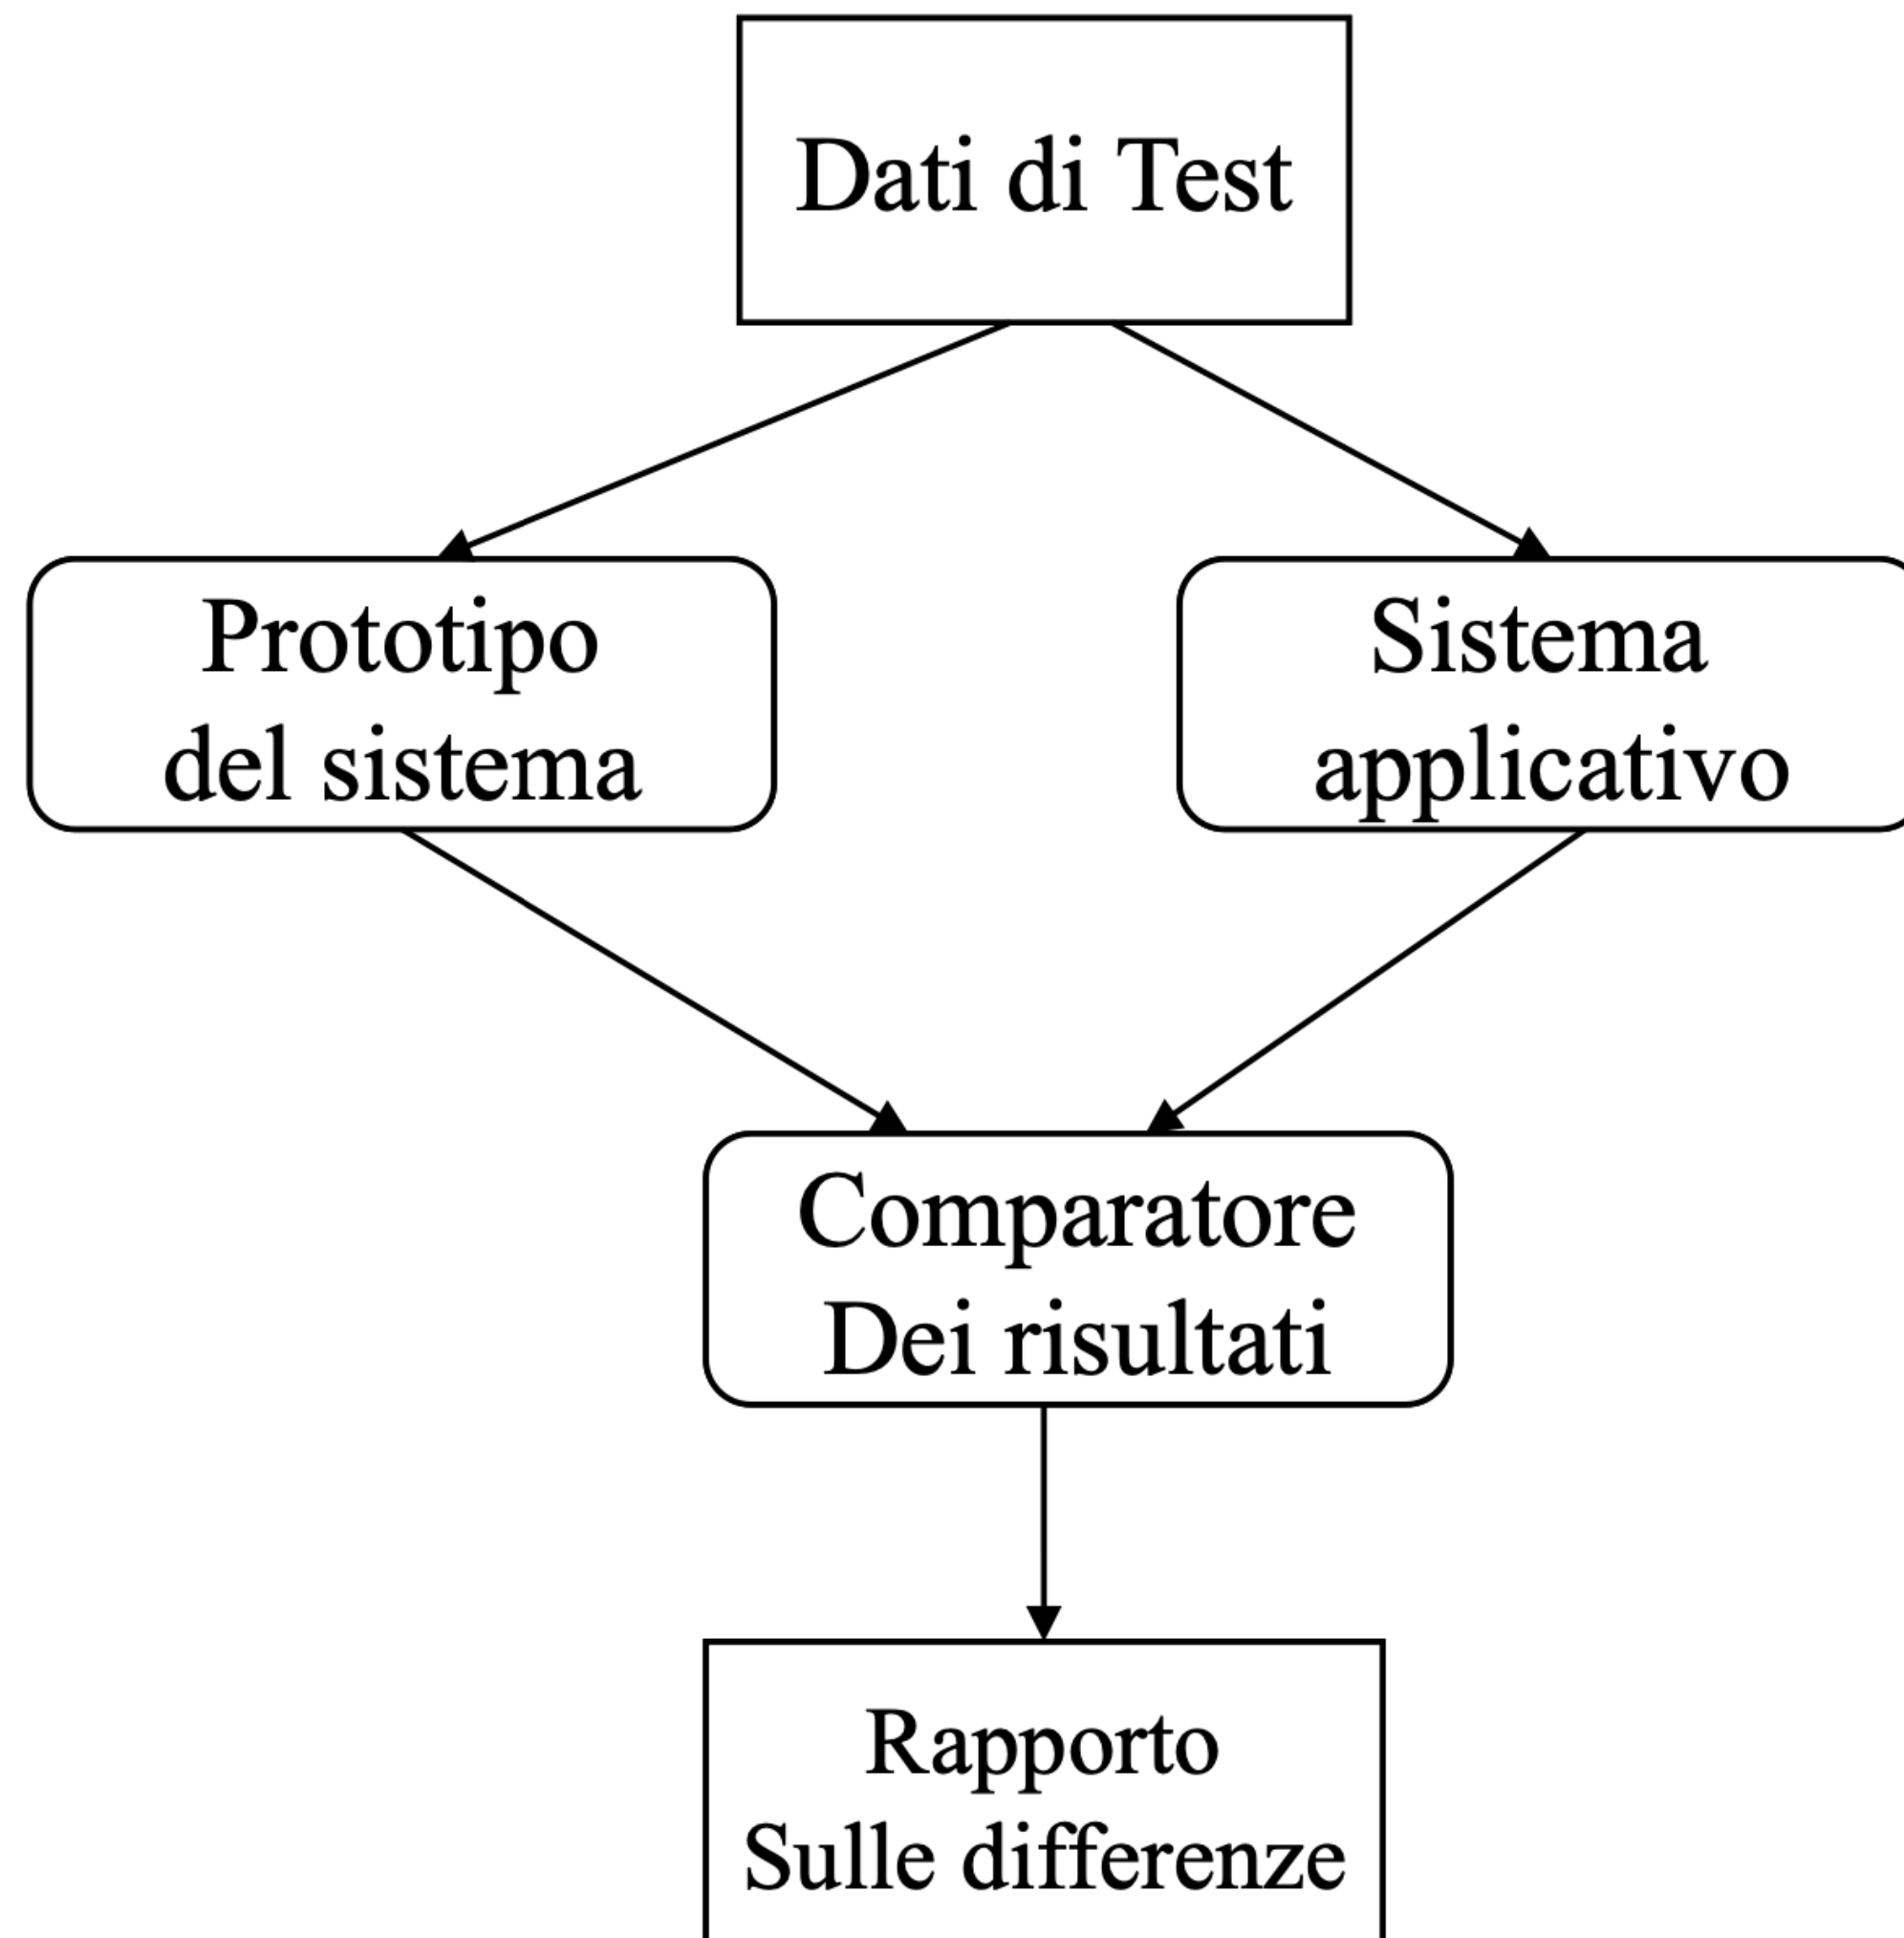 Dati di Test
Prototipo
del sistema
Sistema
applicativo
Comparatore
Dei risultati
Rapporto
Sulle differenze